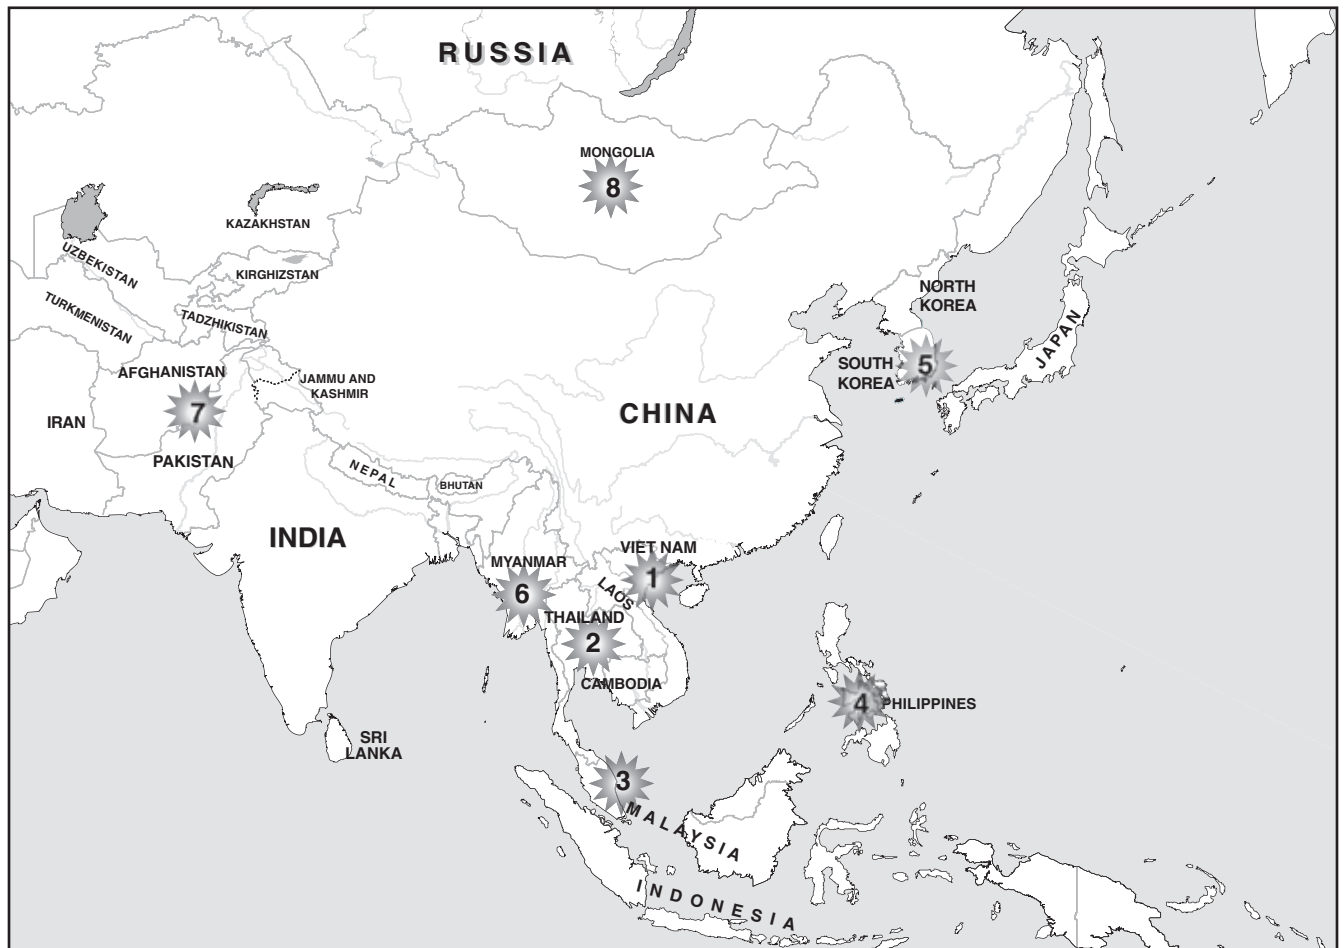 RUSSIA
MONGOLIA
8
KAZAKHSTAN
UZBEKISTAN
KIRGHIZSTAN
TURKMENISTAN
TADZHIKISTAN
NORTH
KOREA
JAPAN
AFGHANISTAN
7
JAMMU AND
KASHMIR
SOUTH
KOREA
5
IRAN
CHINA
PAKISTAN
NEPAL
BHUTAN
INDIA
VIET NAM
1
MYANMAR
6
LAOS
THAILAND
2
CAMBODIA
4
PHILIPPINES
SRI
LANKA
3
MALAYSIA
INDONESIA